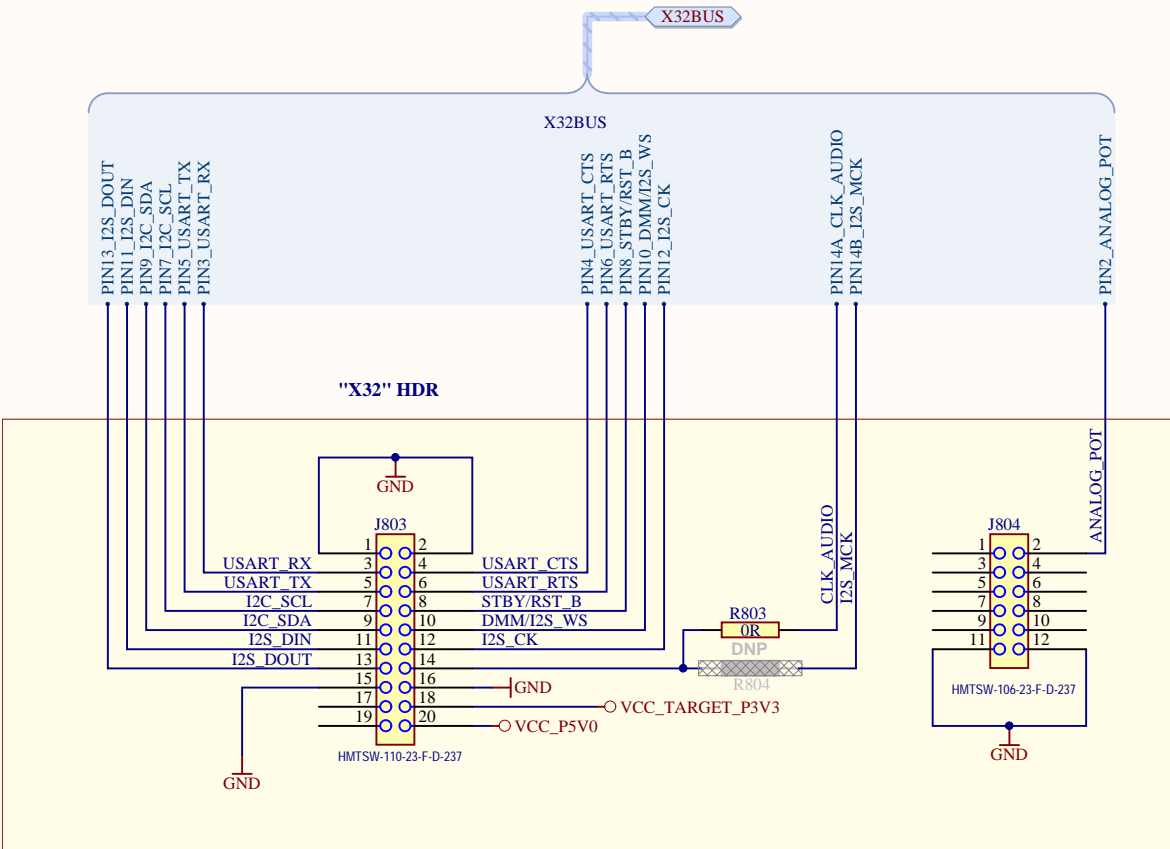 X32BUS
X32BUS
PIN13_I2S_DOUT
PIN11_I2S_DIN
PIN9_I2C_SDA
PIN7_I2C_SCL
PIN5_USART_TX
PIN3_USART_RX
PIN4_USART_CTS
PIN6_USART_RTS
PIN8_STBY/RST_B
PIN10_DMM/I2S_WS
PIN12_I2S_CK
PIN14A_CLK_AUDIO
PIN14B_I2S_MCK
PIN2_ANALOG_POT
"X32" HDR
GND
J803
1 2
USART_RX 3 4 USART_CTS
USART_TX 5 6 USART_RTS
I2C_SCL 7 8 STBY/RST_B
I2C_SDA 9 10 DMM/I2S_WS
I2S_DIN 11 12 I2S_CK
I2S_DOUT 13 14
15 16 GND
17 18 VCC_TARGET_P3V3
19 20 VCC_P5V0
HMTSW-110-23-F-D-237
GND
R803
0R
DNP
R804
CLK_AUDIO
I2S_MCK
ANALOG_POT
J804
1 2
3 4
5 6
7 8
9 10
11 12
HMTSW-106-23-F-D-237
GND